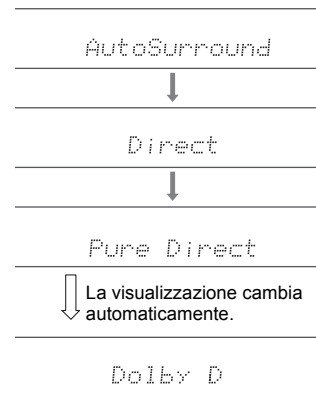 AutoSurround
Direct
Pure Direct
La visualizzazione cambia
automaticamente.
Dolby D